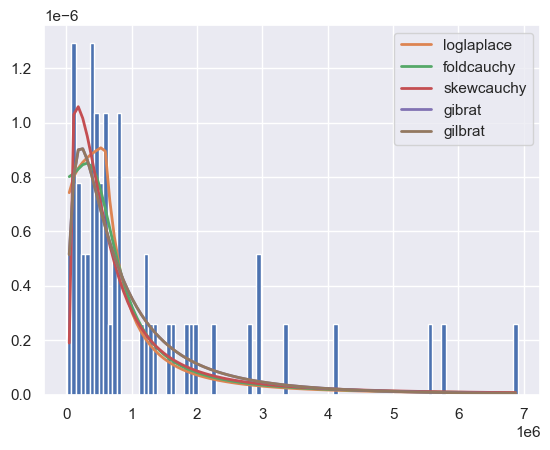 1e−6
loglaplace
foldcauchy
skewcauchy
gibrat
gilbrat
1.2
1.0
0.8
0.6
0.4
0.2
0.0
0 1 2 3 4 5 6 7
1e6